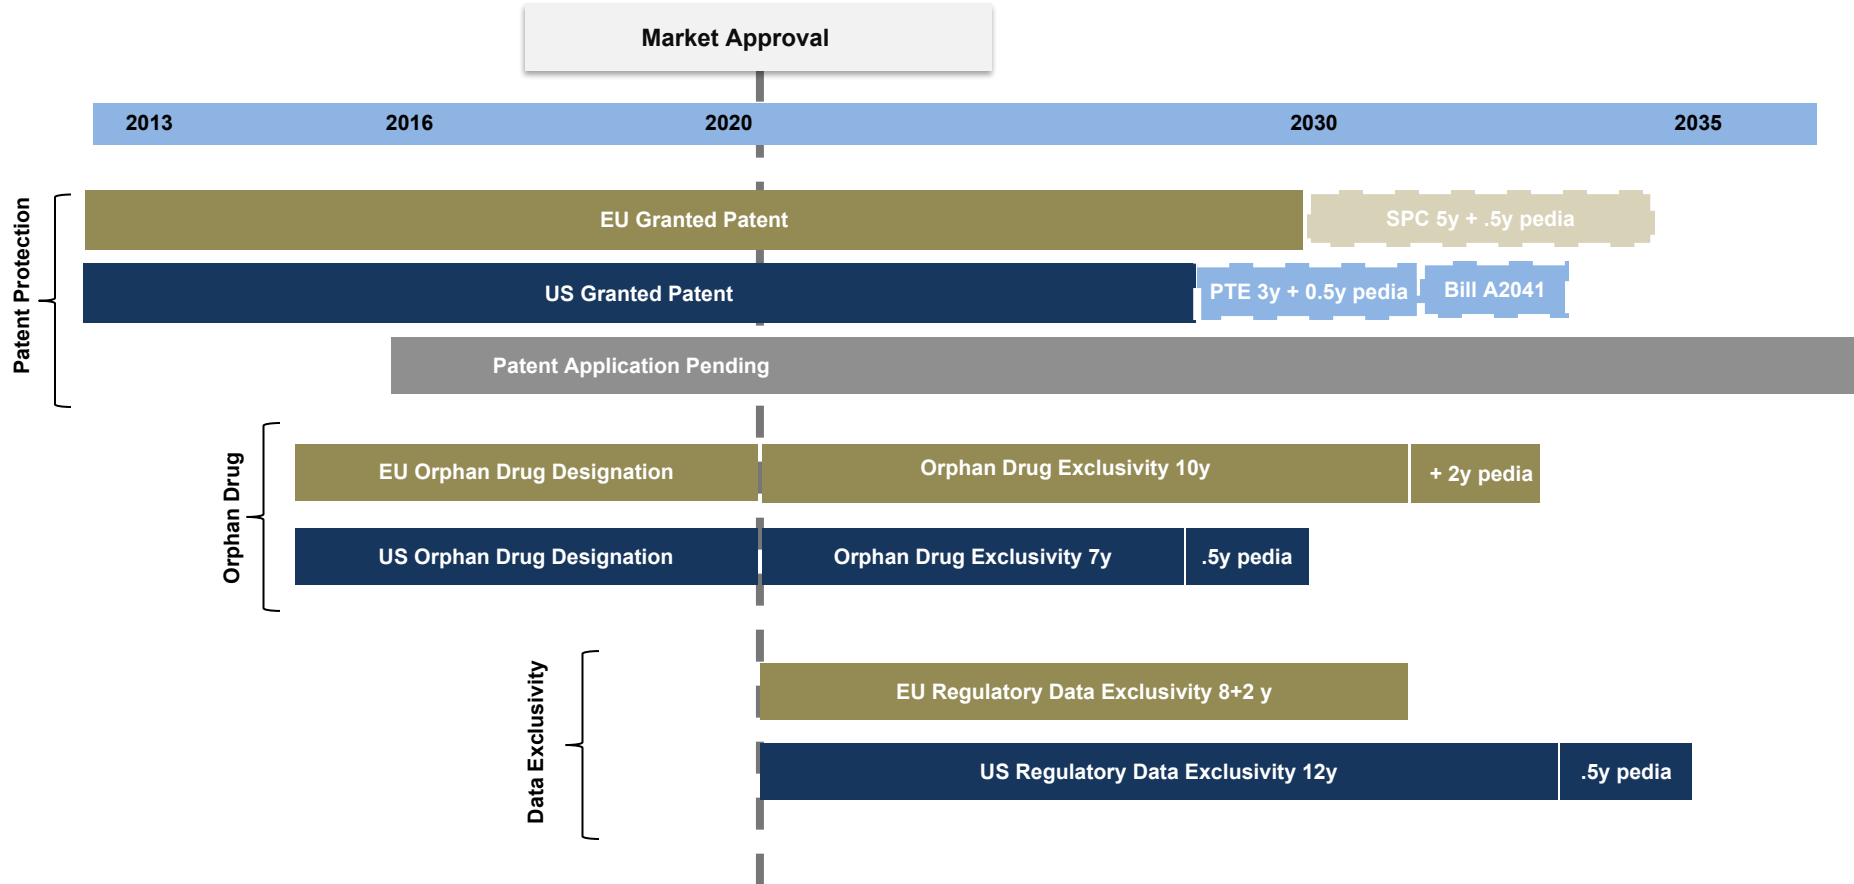 Market Approval
2013 2016 2020 2030 2035
Patent Protection
EU Granted Patent
SPC 5y + .5y pedia
US Granted Patent
PTE 3y + 0.5y pedia
Bill A2041
Patent Application Pending
Orphan Drug
EU Orphan Drug Designation
Orphan Drug Exclusivity 10y
+ 2y pedia
US Orphan Drug Designation
Orphan Drug Exclusivity 7y
.5y pedia
Data Exclusivity
EU Regulatory Data Exclusivity 8+2 y
US Regulatory Data Exclusivity 12y
.5y pedia